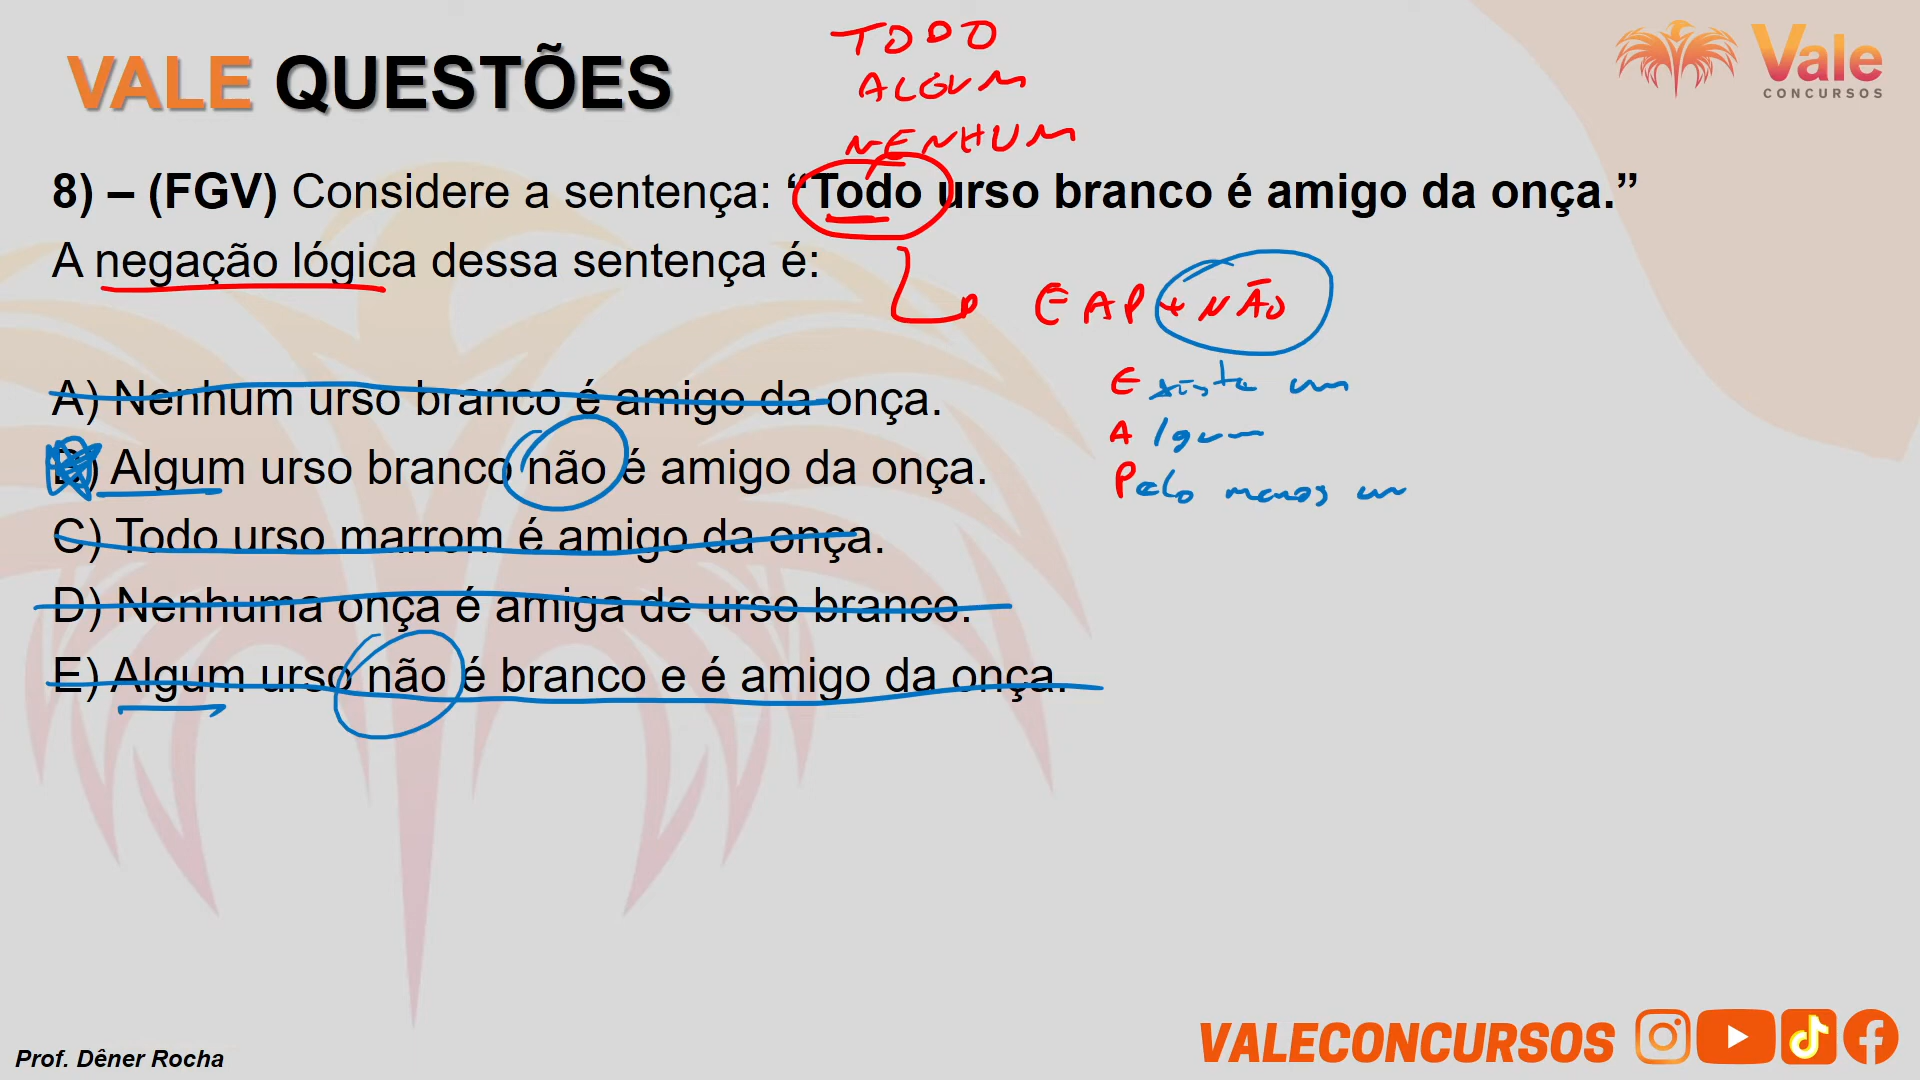 TODO
ALGUM
NENHUM
VALE QUESTÕES
Vale
CONCURSOS
8) – (FGV) Considere a sentença: “Todo urso branco é amigo da onça.”
A negação lógica dessa sentença é:
EAP + NÃO
Existe um
Algum
Pelo menos um
A) Nenhum urso branco é amigo da onça.
B) Algum urso branco não é amigo da onça.
C) Todo urso marrom é amigo da onça.
D) Nenhuma onça é amiga de urso branco.
E) Algum urso não é branco e é amigo da onça.
Prof. Dêner Rocha
VALECONCURSOS